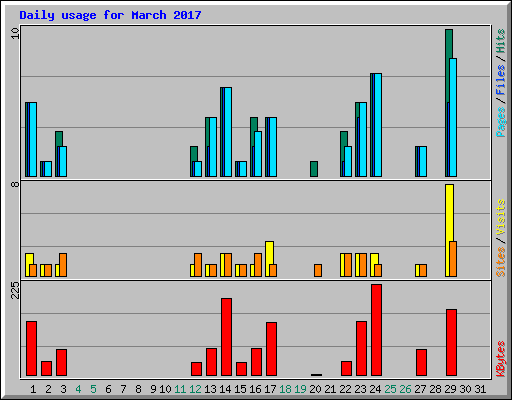 Daily usage for March 2017
10
Pages/Files/Hits
8
Sites/Visits
225
KBytes
1 2 3 4 5 6 7 8 9 10 11 12 13 14 15 16 17 18 19 20 21 22 23 24 25 26 27 28 29 30 31